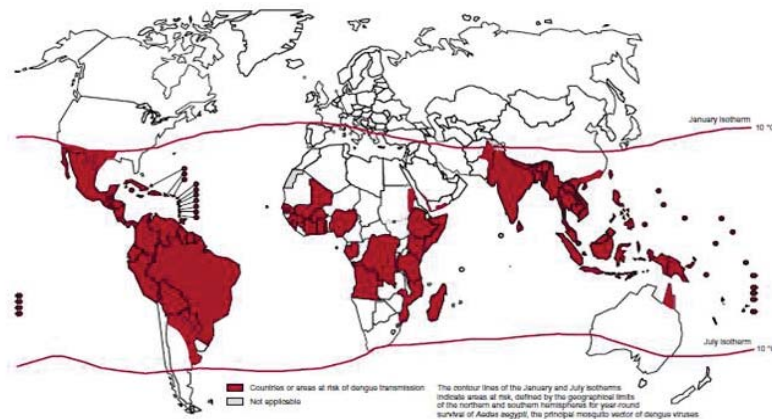 January isotherm
10 °C
July isotherm
10 °C
Countries or areas at risk of dengue transmission
Not applicable
The contour lines of the January and July isotherms
indicate areas at risk, defined by the geographical limits
of the northern and southern hemispheres for year-round
survival of Aedes aegypti, the principal mosquito vector of dengue viruses